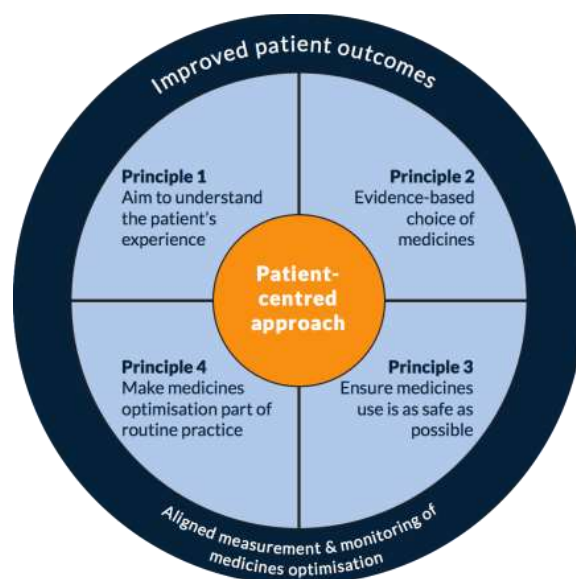 Improved patient outcomes
Principle 1
Aim to understand
the patient's
experience
Principle 2
Evidence-based
choice of
medicines
Patient-
centred
approach
Principle 4
Make medicines
optimisation part of
routine practice
Principle 3
Ensure medicines
use is as safe as
possible
Aligned measurement & monitoring of
medicines optimisation